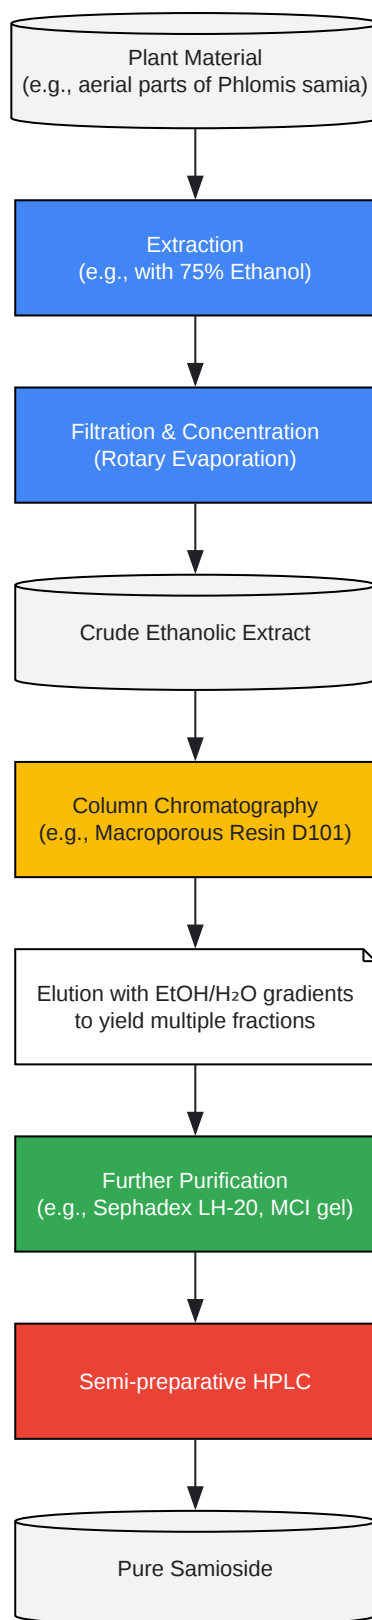 Plant Material
(e.g., aerial parts of Phlomis samia)
Extraction
(e.g., with 75% Ethanol)
Filtration & Concentration
(Rotary Evaporation)
Crude Ethanolic Extract
Column Chromatography
(e.g., Macroporous Resin D101)
Elution with EtOH/H₂O gradients
to yield multiple fractions
Further Purification
(e.g., Sephadex LH-20, MCI gel)
Semi-preparative HPLC
Pure Samioside